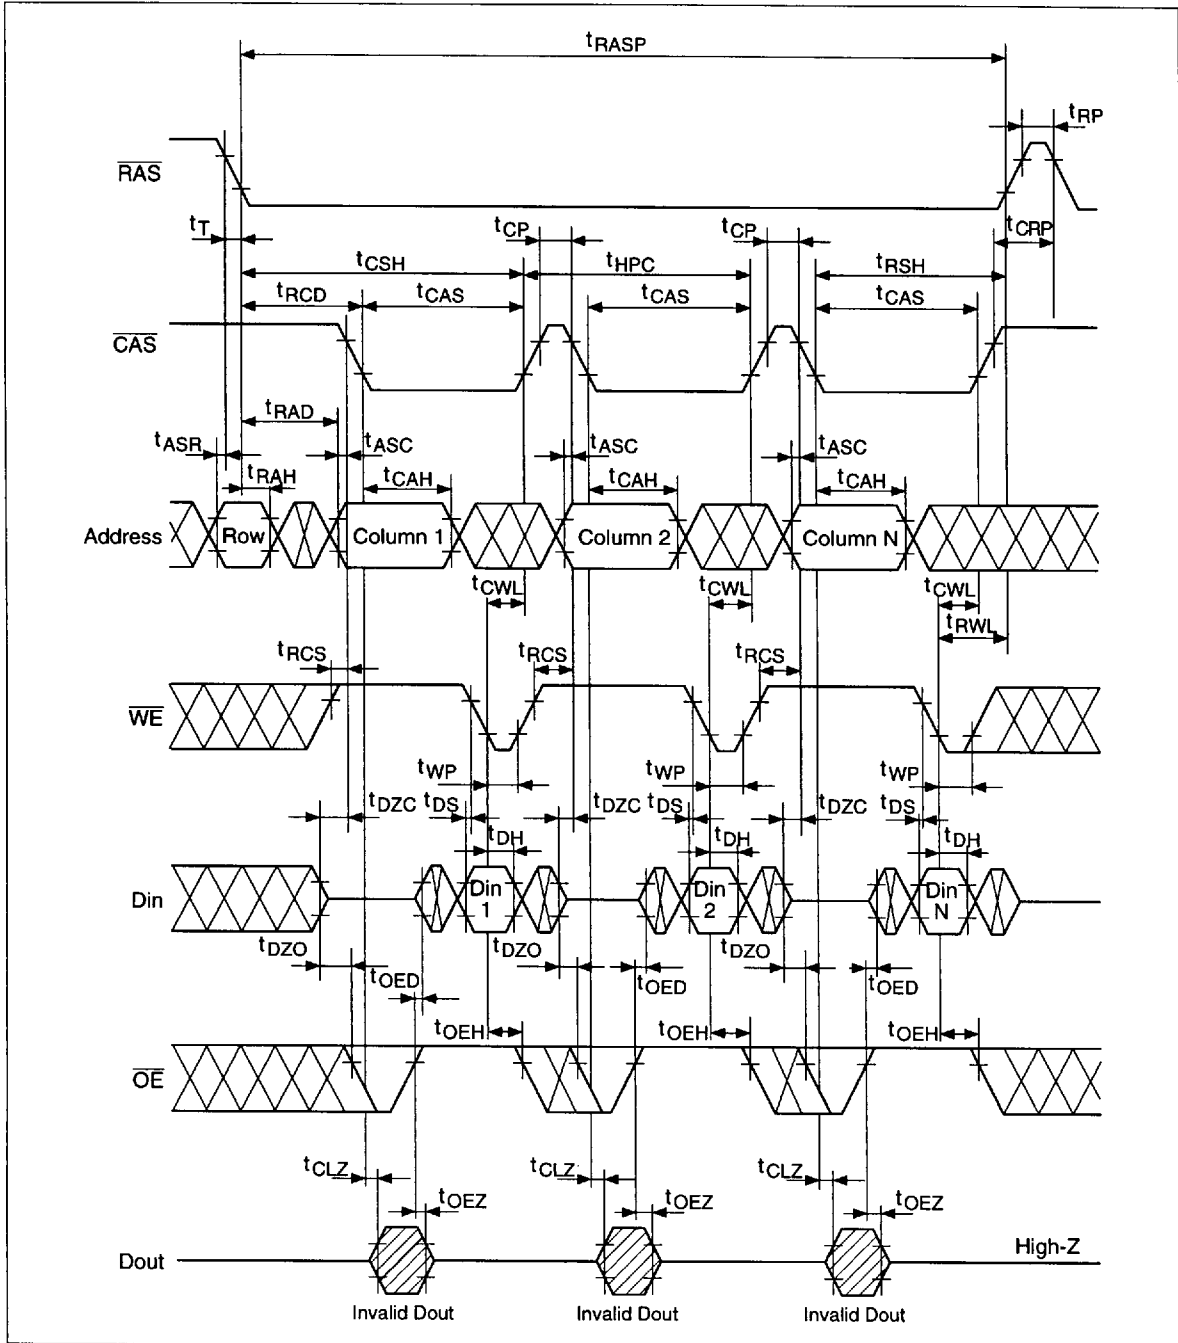 tRASP
tRP
RAS
tT
tCP
tCP
tCRP
tCSH
tHPC
tRSH
tRCD
tCAS
tCAS
tCAS
CAS
tRAD
tASR
tASC
tASC
tASC
tRAH
tCAH
tCAH
tCAH
Address
Row
Column 1
Column 2
Column N
tCWL
tCWL
tCWL
tRWL
tRCS
tRCS
tRCS
WE
tWP
tWP
tWP
tDZC
tDS
tDZC
tDS
tDZC
tDS
tDH
tDH
tDH
Din
Din 1
Din 2
Din N
tDZO
tDZO
tDZO
tOED
tOED
tOED
tOEH
tOEH
tOEH
OE
tCLZ
tCLZ
tCLZ
tOEZ
tOEZ
tOEZ
Dout
High-Z
Invalid Dout
Invalid Dout
Invalid Dout